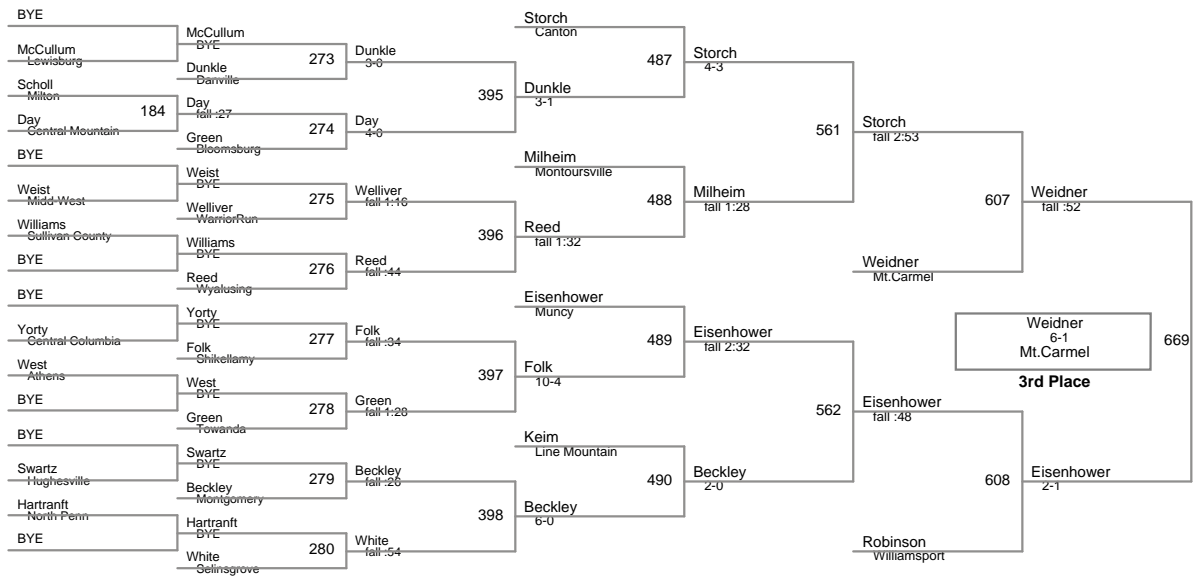 BYE
McCullum
Lewisburg
Scholl
Milton
184
Day
Central Mountain
BYE
Weist
Midd-West
Williams
Sullivan County
BYE
BYE
Yorty
Central Columbia
West
Athens
BYE
BYE
Swartz
Hughesville
Hartranft
North Penn
BYE
McCullum
BYE
273
Dunkle
Danville
Day
fall :27
274
Green
Bloomsburg
Weist
BYE
275
Welliver
WarriorRun
Williams
BYE
276
Reed
Wyalusing
Yorty
BYE
277
Folk
Shikellamy
West
BYE
278
Green
Towanda
Swartz
BYE
279
Beckley
Montgomery
Hartranft
BYE
280
White
Selinsgrove
Dunkle
3-0
395
Day
4-0
Welliver
fall 1:16
396
Reed
fall :44
Folk
fall :34
397
Green
fall 1:28
Beckley
fall :26
398
White
fall :54
Storch
Canton
487
Dunkle
3-1
Milheim
Montoursville
488
Reed
fall 1:32
Eisenhower
Muncy
489
Folk
10-4
Keim
Line Mountain
490
Beckley
6-0
Storch
4-3
561
Milheim
fall 1:28
Eisenhower
fall 2:32
562
Beckley
2-0
Storch
fall 2:53
607
Weidner
Mt.Carmel
Eisenhower
fall :48
608
Robinson
Williamsport
Weidner
fall :52
669
Eisenhower
2-1
Weidner
6-1
Mt.Carmel
3rd Place